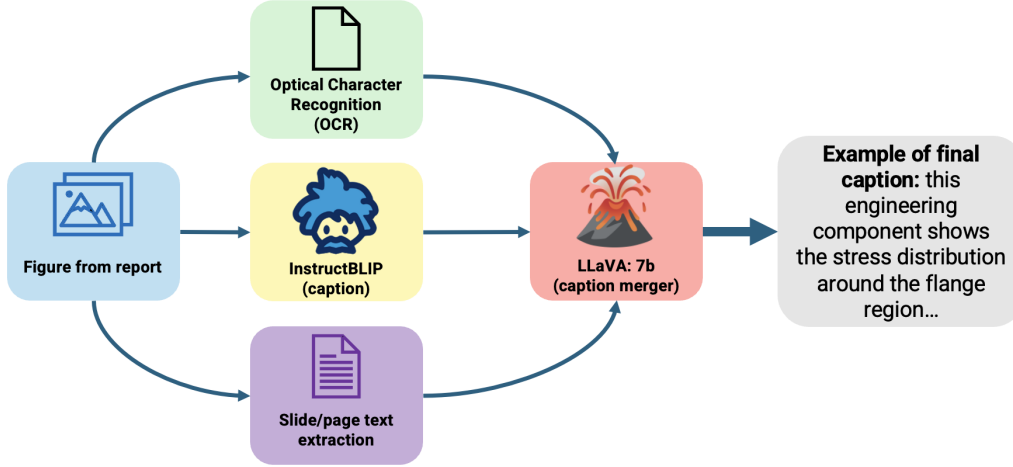 Optical Character
Recognition
(OCR)
Figure from report
InstructBLIP
(caption)
LLaVA: 7b
(caption merger)
Slide/page text
extraction
Example of final
caption: this
engineering
component shows
the stress distribution
around the flange
region...